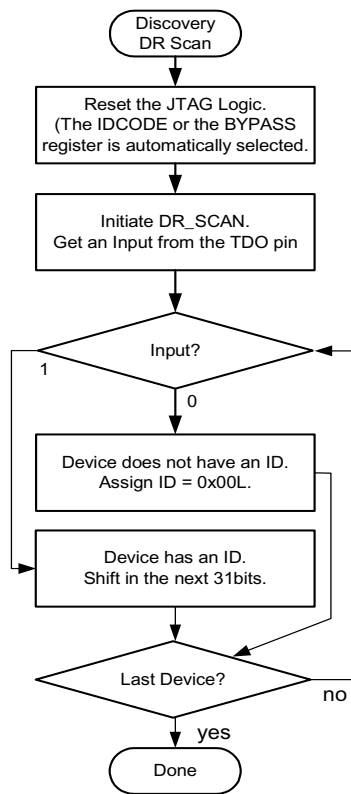 Discovery
DR Scan
Reset the JTAG Logic.
(The IDCODE or the BYPASS
register is automatically selected.
Initiate DR_SCAN.
Get an Input from the TDO pin
Input?
1
0
Device does not have an ID.
Assign ID = 0x00L.
Device has an ID.
Shift in the next 31bits.
Last Device?
no
yes
Done